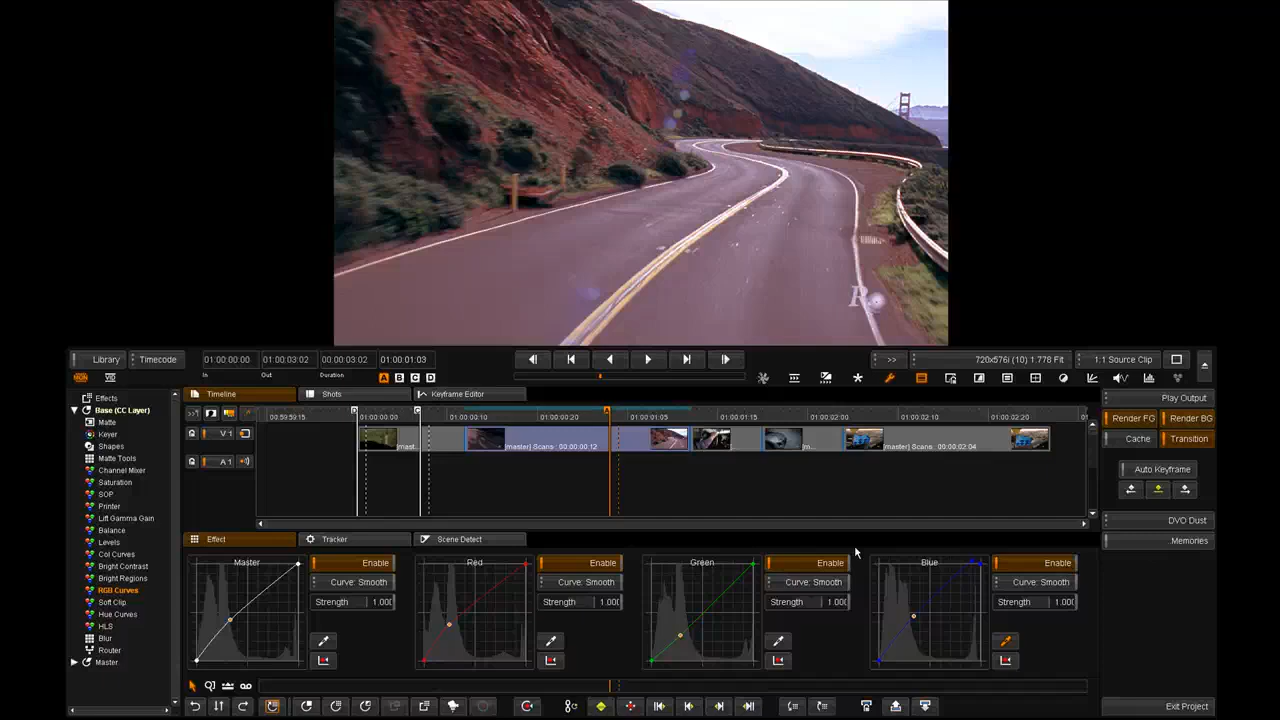 R
Library
Timecode
01:00:00:00
01:00:03:02
00:00:03:02
01:00:01:03
>>
720x576i (10) 1.778 Fit
1:1 Source Clip
In
Out
Duration
A B C D
Timeline
Shots
Keyframe Editor
Play Output
Effects
Base (CC Layer)
Matte
Keyer
Shapes
Matte Tools
Channel Mixer
Saturation
SOP
Printer
Lift Gamma Gain
Balance
Levels
Col Curves
Bright Contrast
Bright Regions
RGB Curves
Soft Clip
Hue Curves
HLS
Blur
Router
Master
00:59:59:15
01:00:00:00
01:00:00:10
01:00:00:20
01:00:01:05
01:00:01:15
01:00:02:00
01:00:02:10
01:00:02:20
V 1
[mast...
[master] Scans : 00:00:00:12
[m...
[master] Scans : 00:00:02:04
A 1
Render FG
Render BG
Cache
Transition
Auto Keyframe
DVO Dust
Memories
Effect
Tracker
Scene Detect
Master
Enable
Curve: Smooth
Strength
1.000
Red
Enable
Curve: Smooth
Strength
1.000
Green
Enable
Curve: Smooth
Strength
1.000
Blue
Enable
Curve: Smooth
Strength
1.000
Exit Project